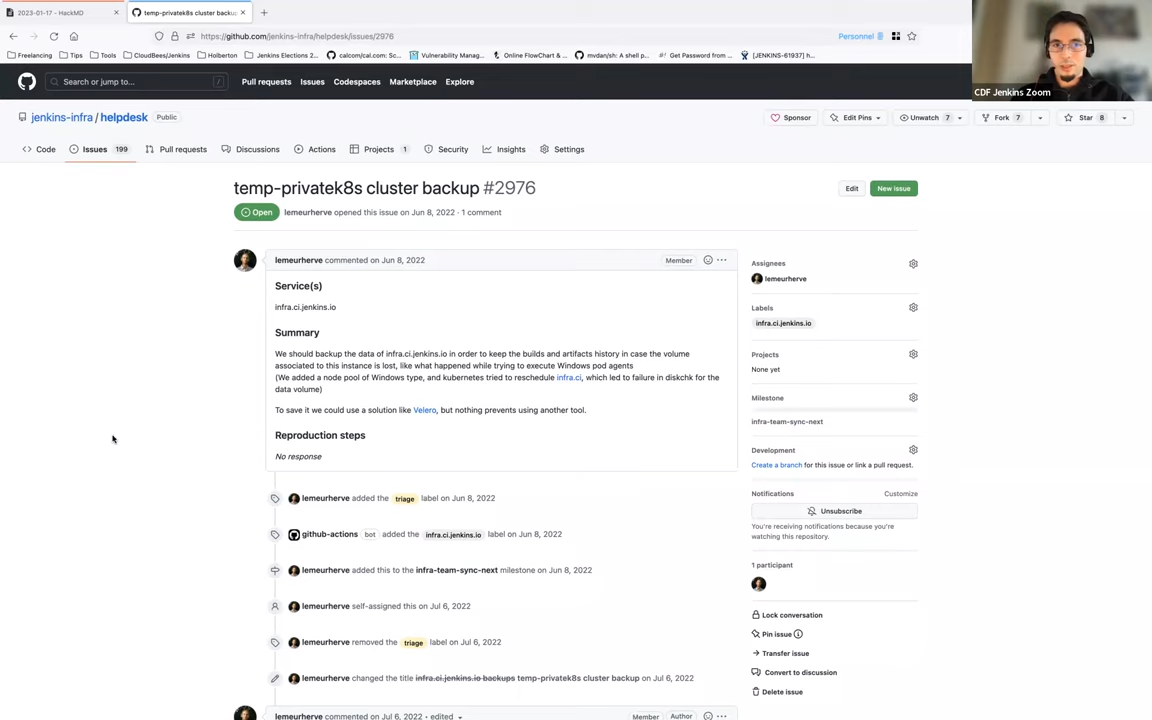 2023-01-17 - HackMD
temp-privatek8s cluster backu
https://github.com/jenkins-infra/helpdesk/issues/2976
Personnel
Freelancing
Tips
Tools
CloudBees/Jenkins
Holberton
Jenkins Elections 2...
calcom/cal.com: Sc...
Vulnerability Manag...
Online FlowChart & ...
mvdan/sh: A shell p...
Get Password from ...
[JENKINS-61937] h...
CDF Jenkins Zoom
Search or jump to...
/
Pull requests
Issues
Codespaces
Marketplace
Explore
jenkins-infra / helpdesk
Public
Sponsor
Edit Pins
Unwatch 7
Fork 7
Star 8
Code
Issues 199
Pull requests
Discussions
Actions
Projects 1
Security
Insights
Settings
temp-privatek8s cluster backup #2976
Edit
New issue
Open
lemeurherve opened this issue on Jun 8, 2022 · 1 comment
lemeurherve commented on Jun 8, 2022
Member
Service(s)
infra.ci.jenkins.io
Summary
We should backup the data of infra.ci.jenkins.io in order to keep the builds and artifacts history in case the volume
associated to this instance is lost, like what happened while trying to execute Windows pod agents
(We added a node pool of Windows type, and kubernetes tried to reschedule infra.ci, which led to failure in diskchk for the
data volume)
To save it we could use a solution like Velero, but nothing prevents using another tool.
Reproduction steps
No response
lemeurherve added the triage label on Jun 8, 2022
github-actions bot added the infra.ci.jenkins.io label on Jun 8, 2022
lemeurherve added this to the infra-team-sync-next milestone on Jun 8, 2022
lemeurherve self-assigned this on Jul 6, 2022
lemeurherve removed the triage label on Jul 6, 2022
lemeurherve changed the title infra.ci.jenkins.io backups temp-privatek8s cluster backup on Jul 6, 2022
lemeurherve commented on Jul 6, 2022 · edited
Member
Author
Assignees
lemeurherve
Labels
infra.ci.jenkins.io
Projects
None yet
Milestone
infra-team-sync-next
Development
Create a branch for this issue or link a pull request.
Notifications
Customize
Unsubscribe
You're receiving notifications because you're
watching this repository.
1 participant
Lock conversation
Pin issue
Transfer issue
Convert to discussion
Delete issue